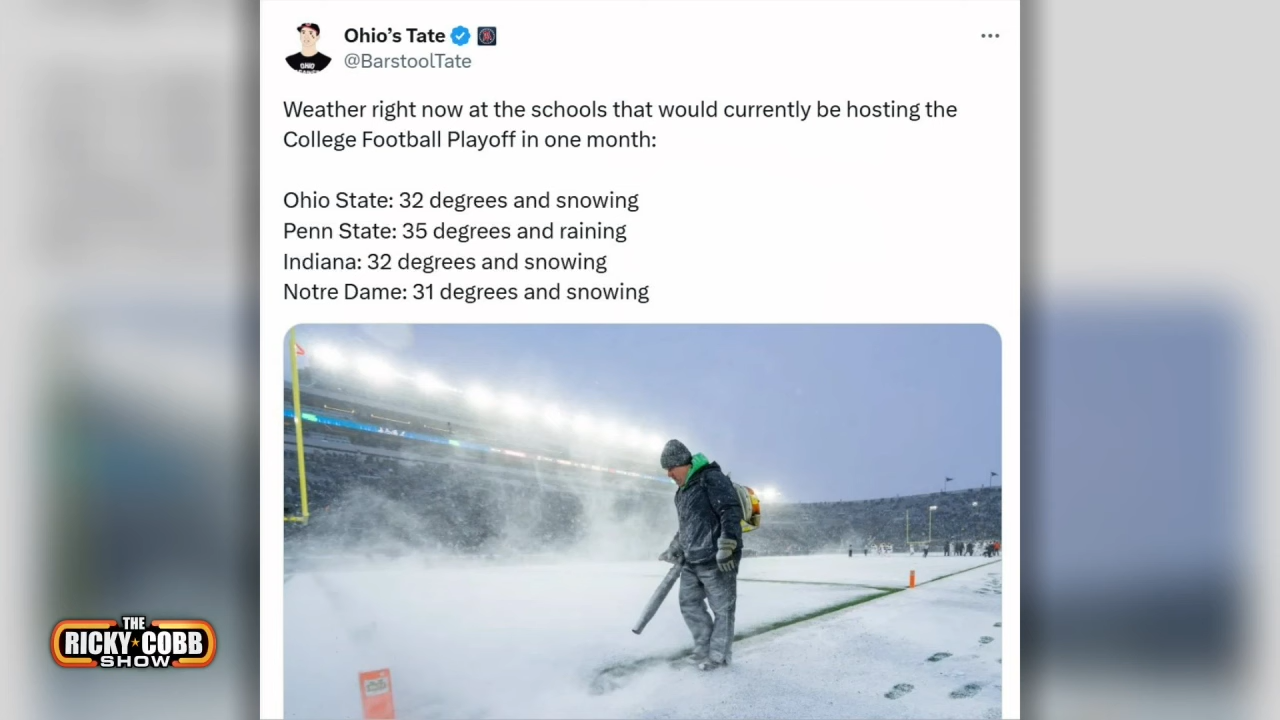 Ohio's Tate
@BarstoolTate
Weather right now at the schools that would currently be hosting the
College Football Playoff in one month:
Ohio State: 32 degrees and snowing
Penn State: 35 degrees and raining
Indiana: 32 degrees and snowing
Notre Dame: 31 degrees and snowing
THE
RICKY COBB
SHOW